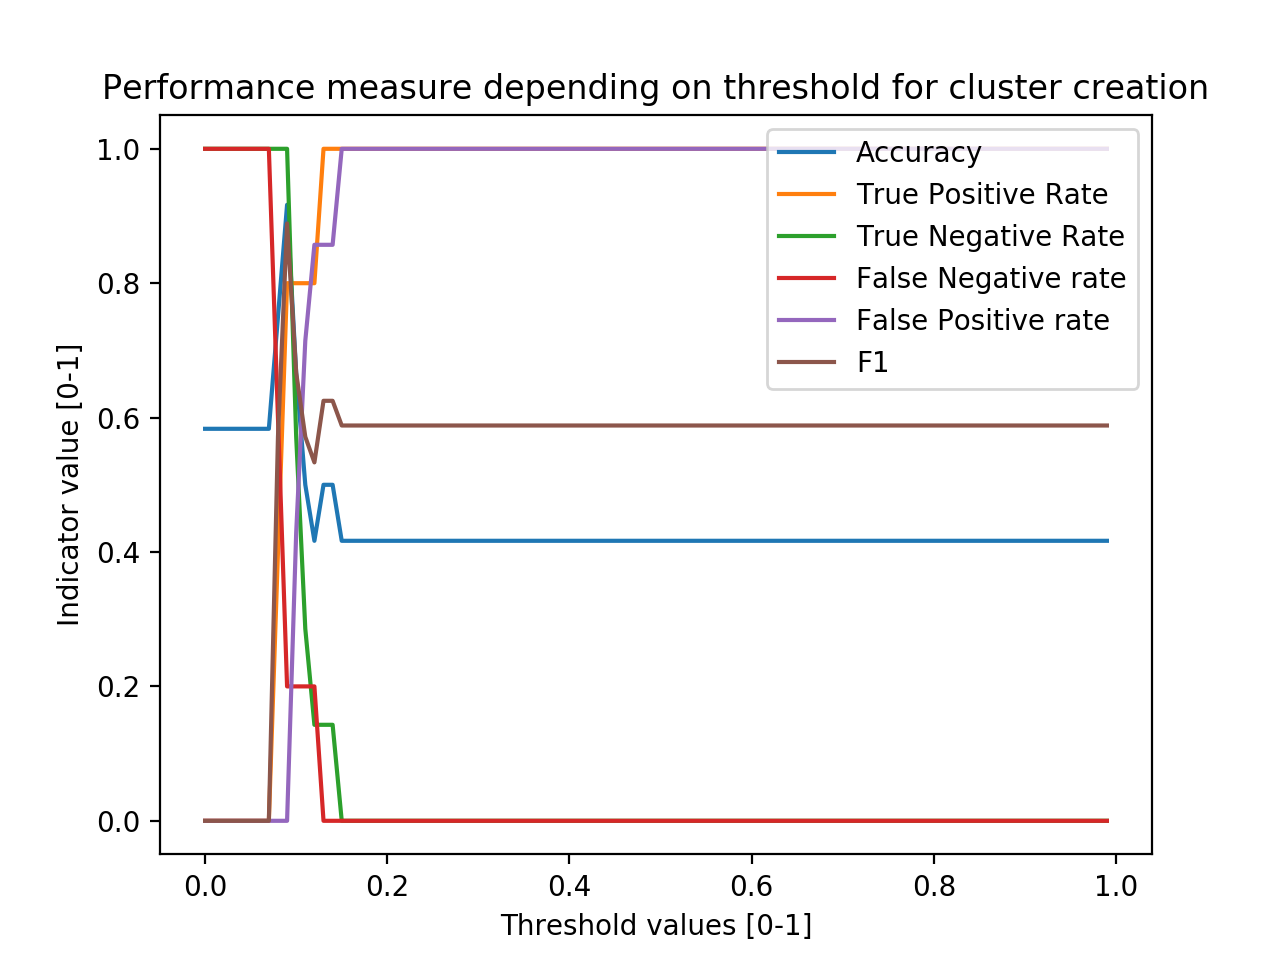 Performance measure depending on threshold for cluster creation
1.0
0.8
0.6
0.4
0.2
0.0
Indicator value [0-1]
Accuracy
True Positive Rate
True Negative Rate
False Negative rate
False Positive rate
F1
0.0 0.2 0.4 0.6 0.8 1.0
Threshold values [0-1]